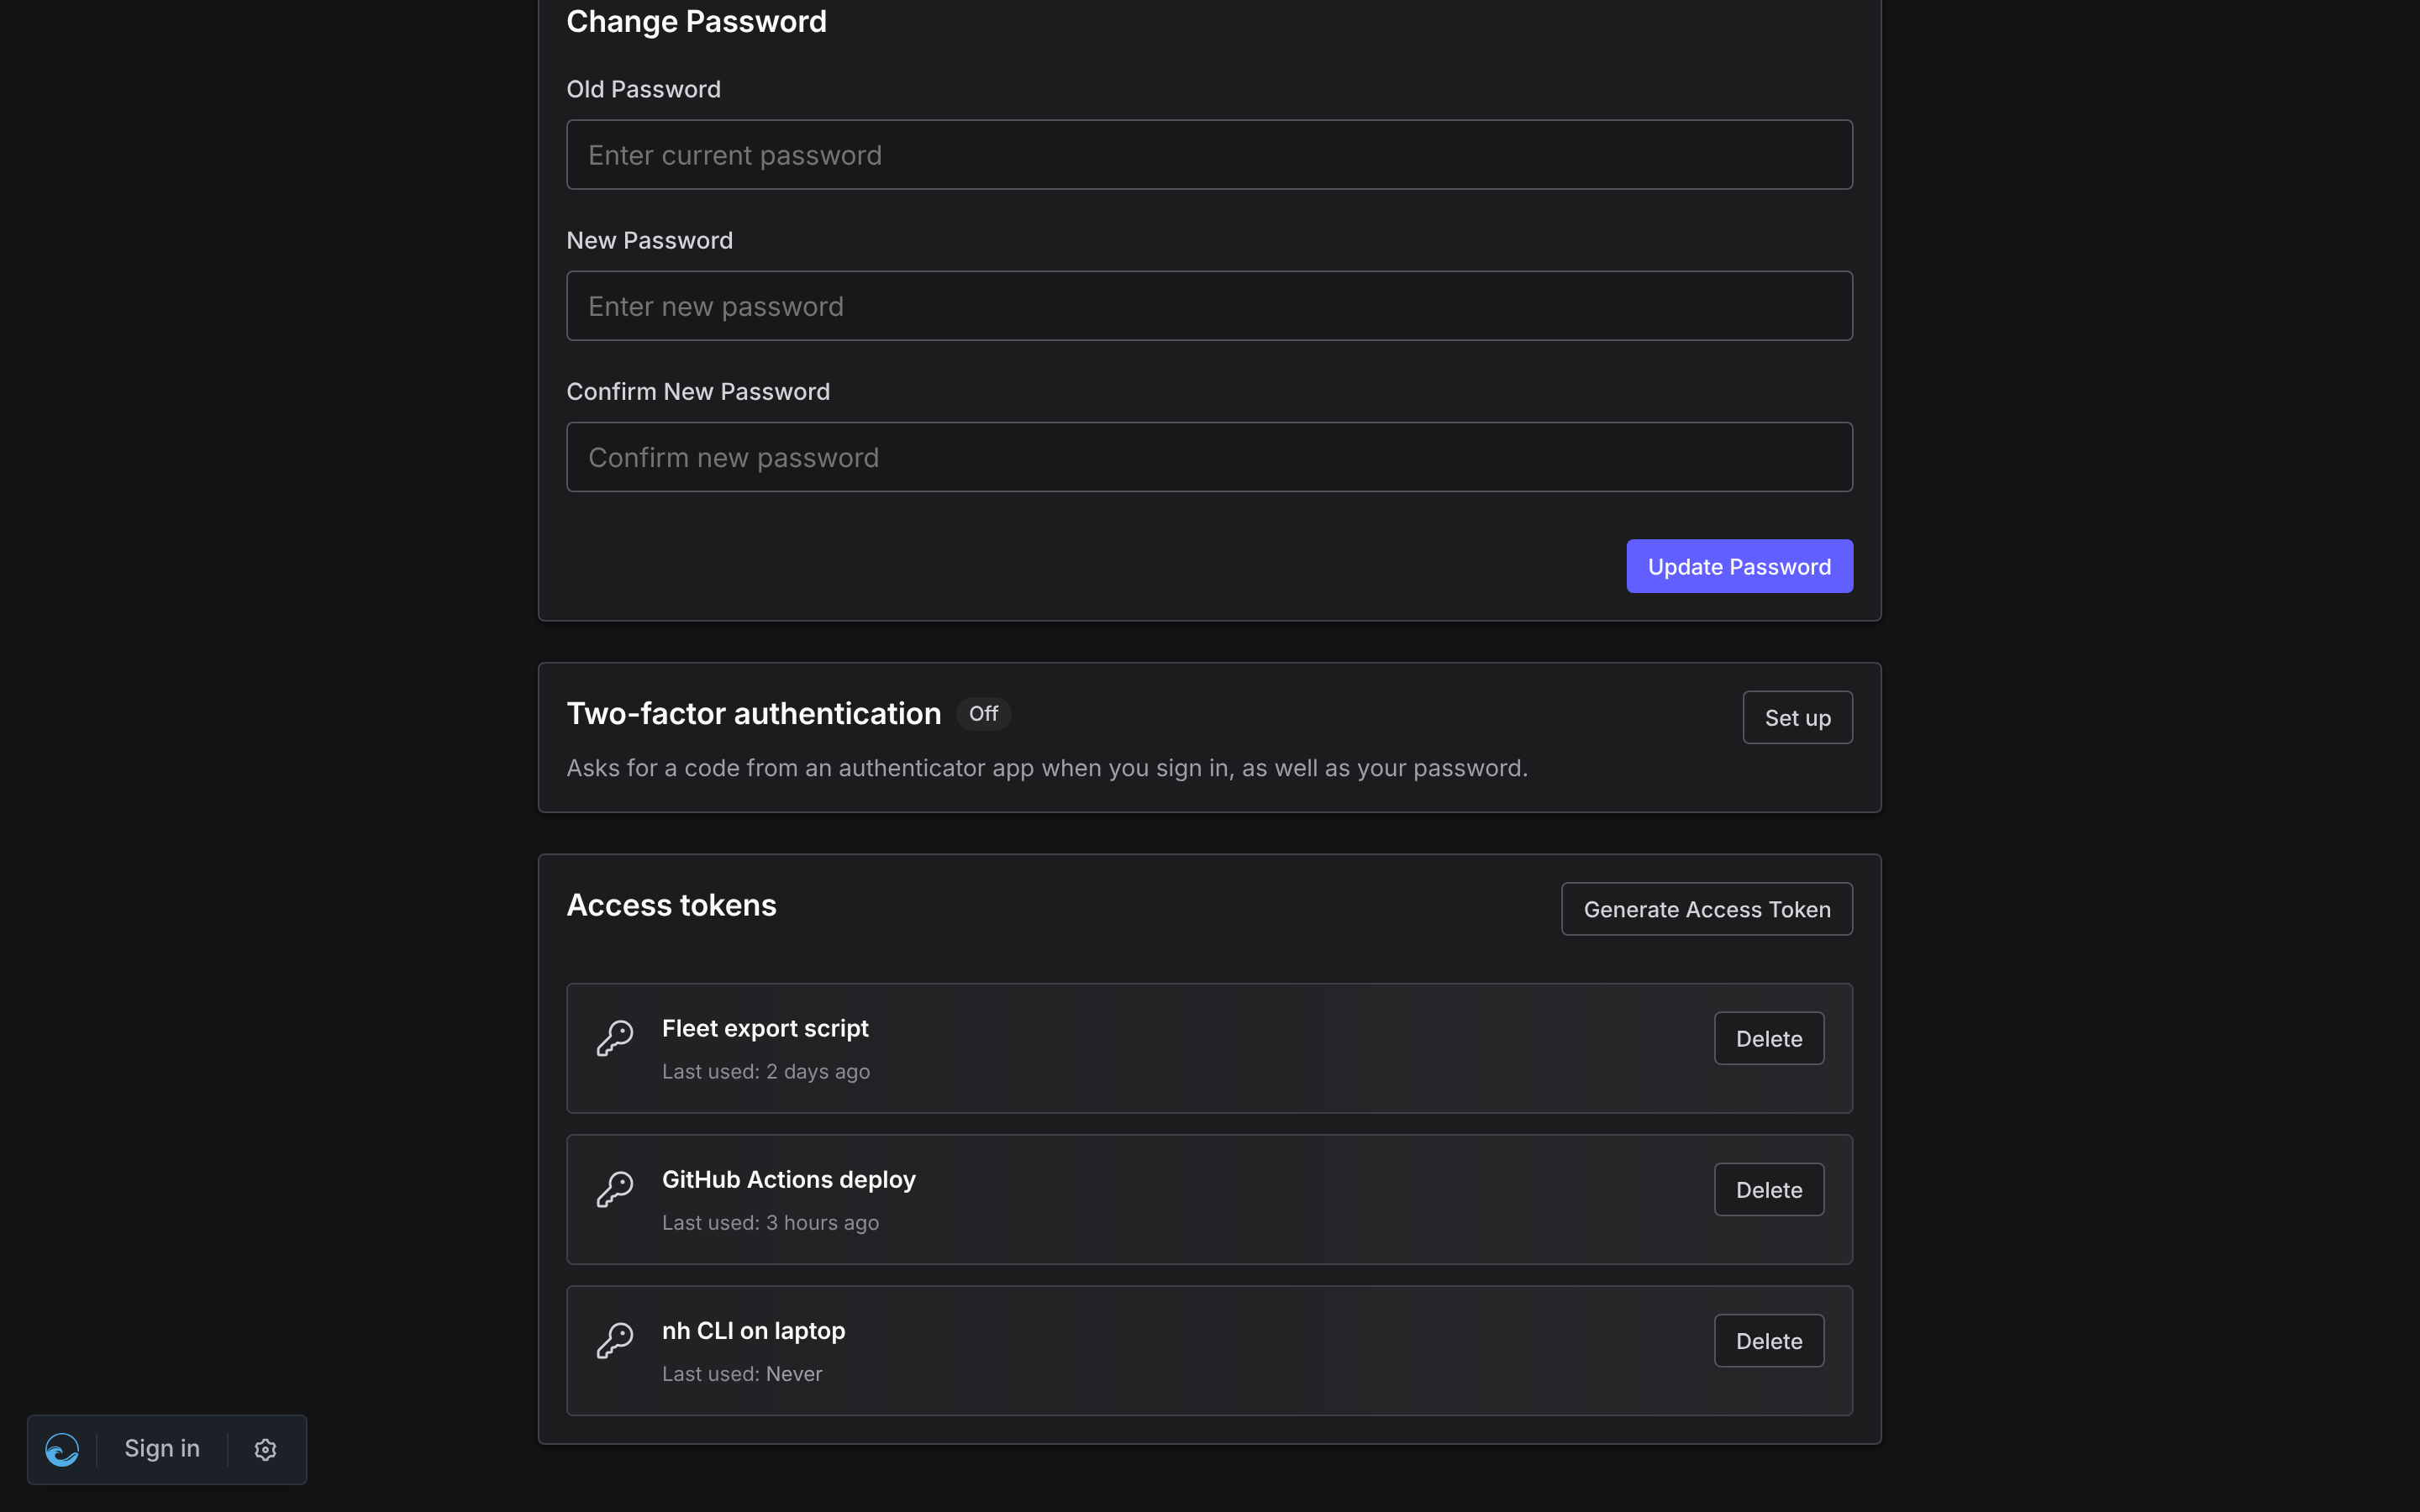 Change Password
Old Password
Enter current password
New Password
Enter new password
Confirm New Password
Confirm new password
Update Password
Two-factor authentication Off
Set up
Asks for a code from an authenticator app when you sign in, as well as your password.
Access tokens
Generate Access Token
Fleet export script
Delete
Last used: 2 days ago
GitHub Actions deploy
Delete
Last used: 3 hours ago
nh CLI on laptop
Delete
Last used: Never
Sign in